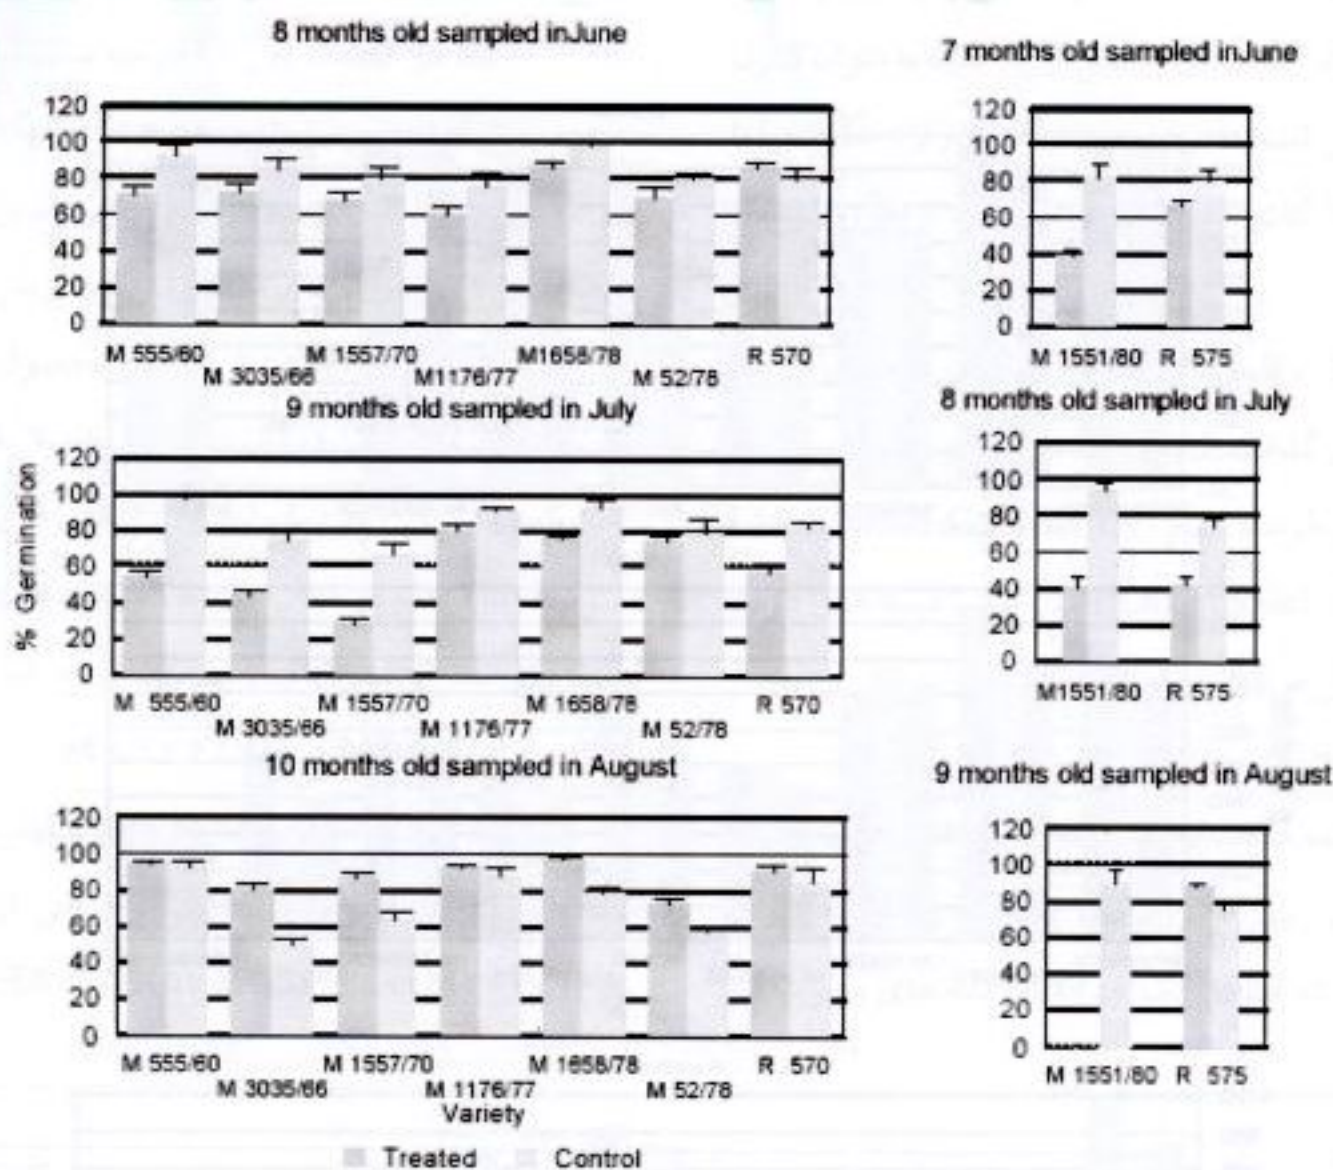 8 months old sampled inJune
120
100
80
60
40
20
0
M 555/60
M 3035/66
M 1557/70
M1176/77
M1658/78
M 52/78
R 570
7 months old sampled inJune
120
100
80
60
40
20
0
M 1551/80 R 575
% Germination
9 months old sampled in July
120
100
80
60
40
20
0
M 555/60
M 3035/66
M 1557/70
M 1176/77
M 1658/78
M 52/78
R 570
8 months old sampled in July
120
100
80
60
40
20
0
M1551/80 R 575
10 months old sampled in August
120
100
80
60
40
20
0
M 555/60
M 3035/66
M 1557/70
M 1176/77
M 1658/78
M 52/78
R 570
Variety
9 months old sampled in August
120
100
80
60
40
20
0
M 1551/80 R 575
Treated Control